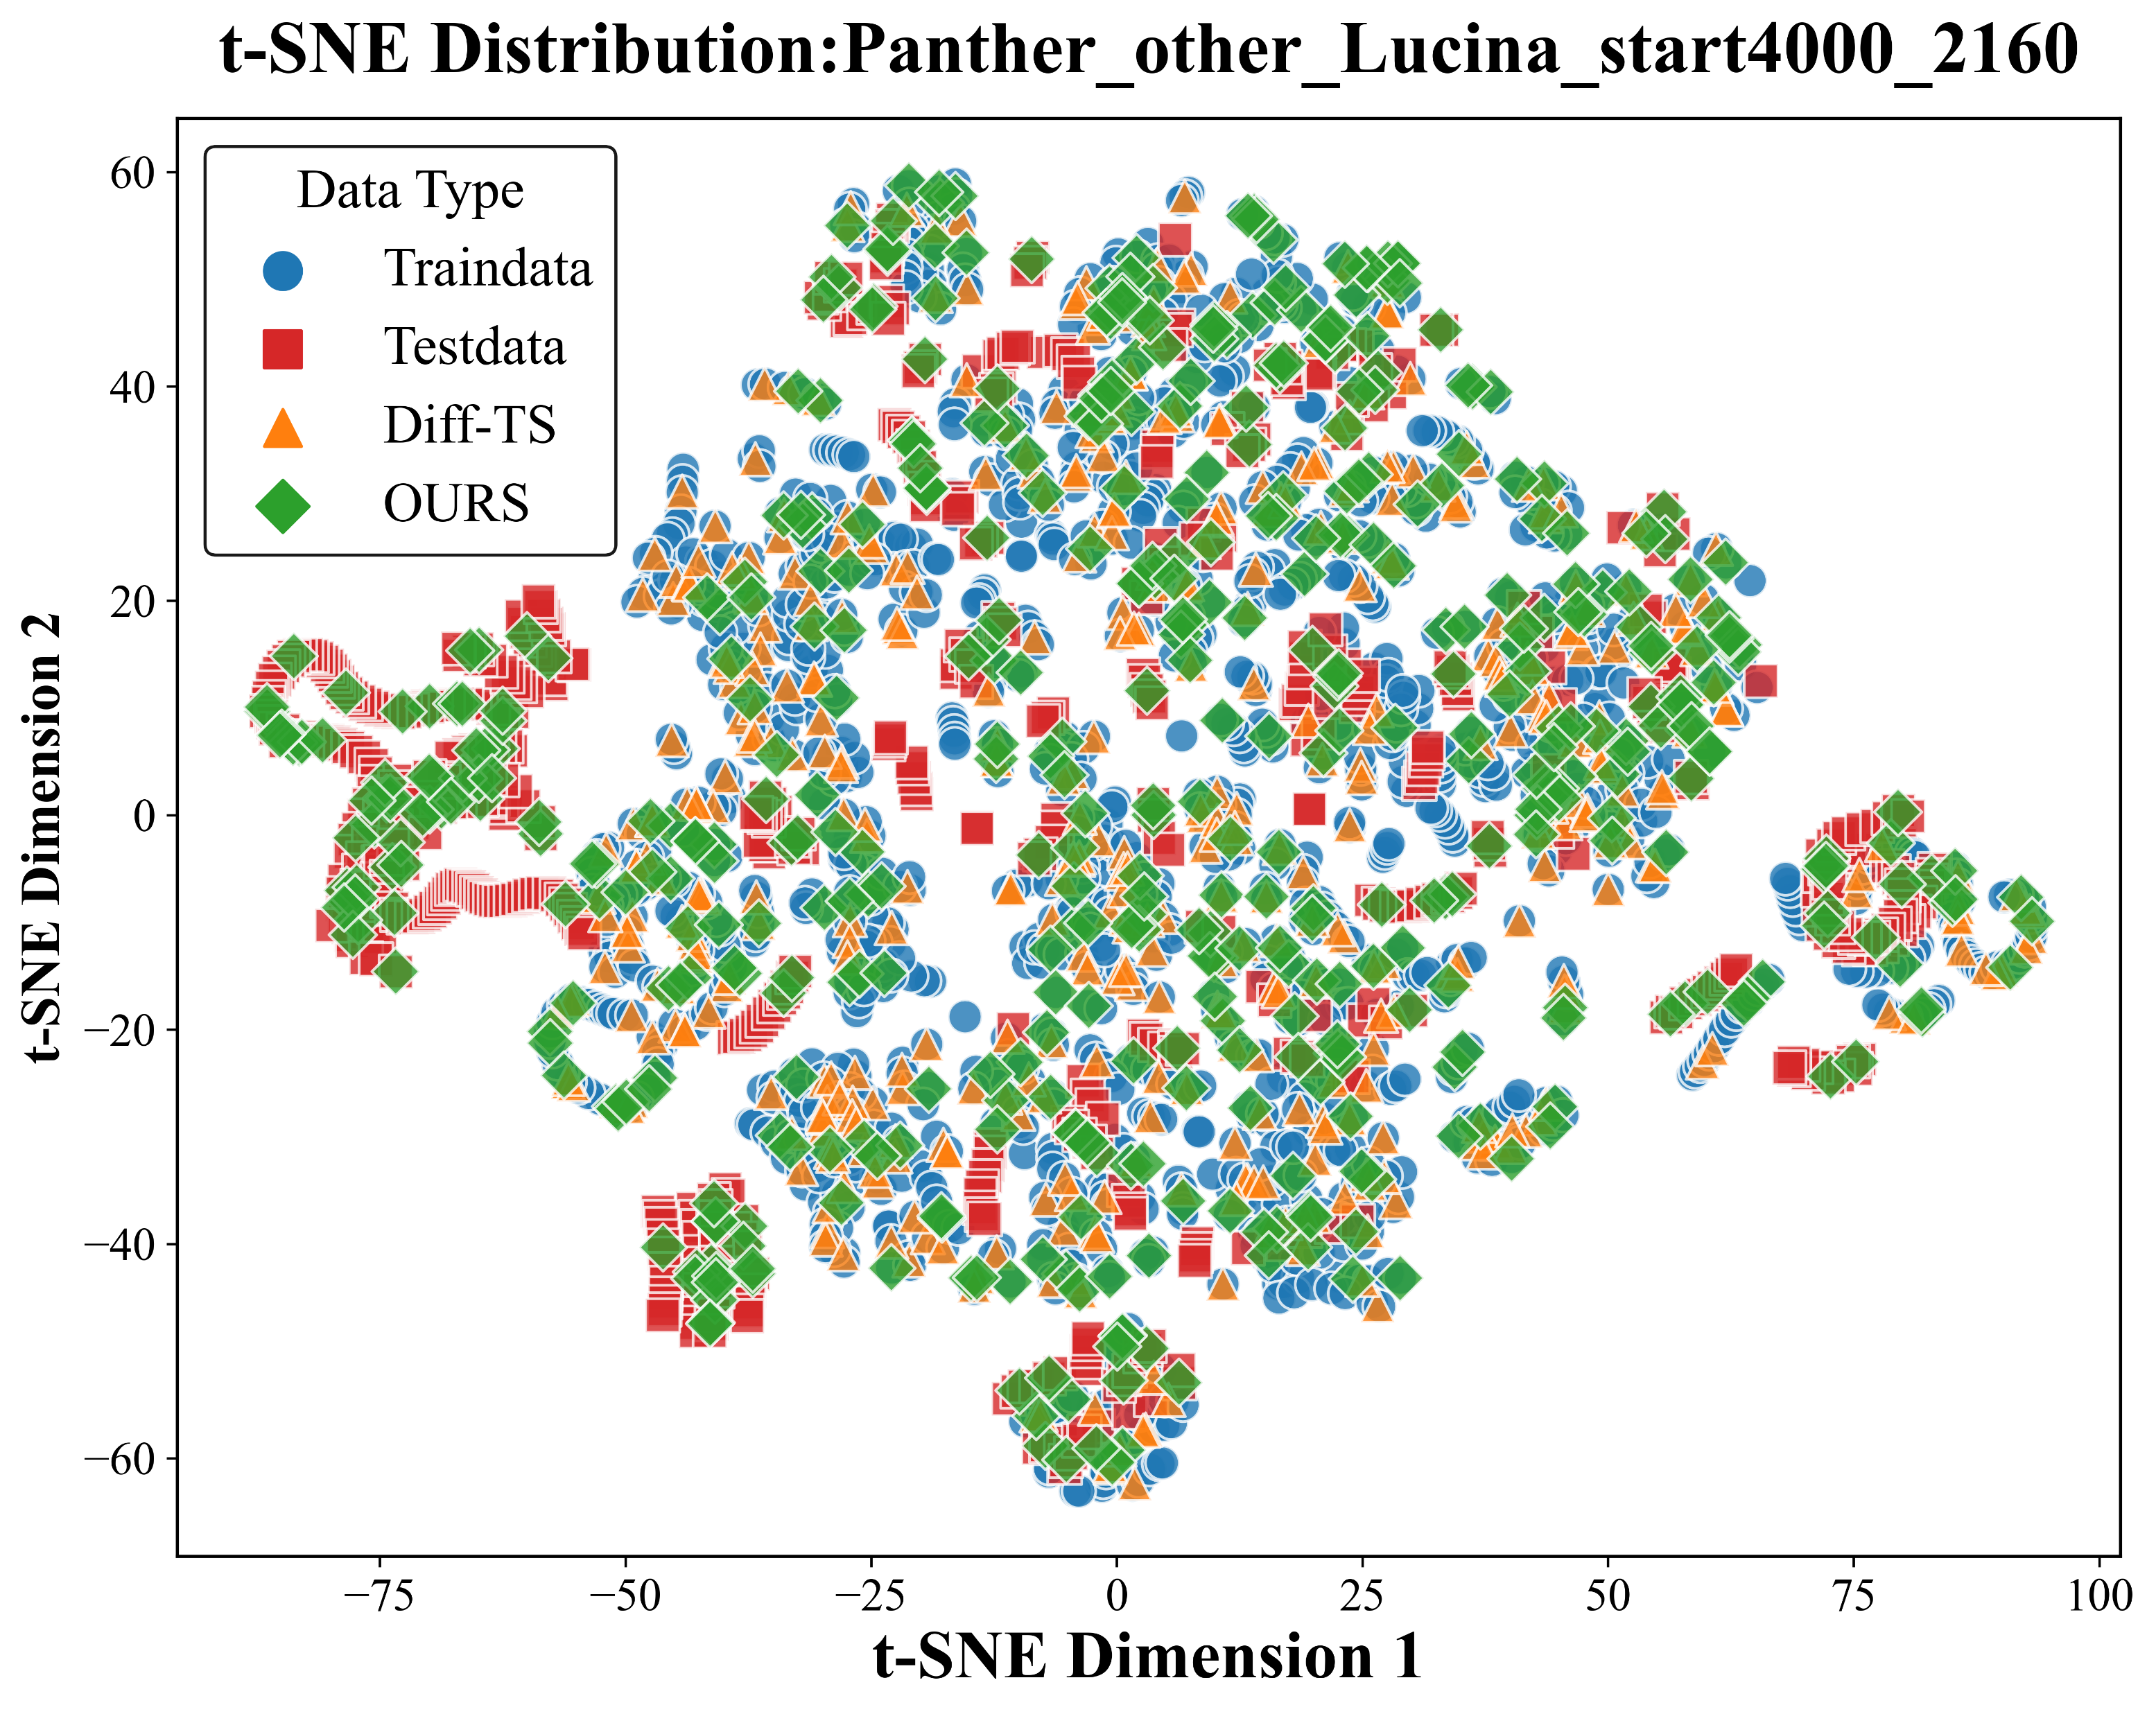 t-SNE Distribution:Panther_other_Lucina_start4000_2160
Data Type
Traindata
Testdata
Diff-TS
OURS
60
40
20
0
−20
−40
−60
t-SNE Dimension 2
−75
−50
−25
0
25
50
75
100
t-SNE Dimension 1